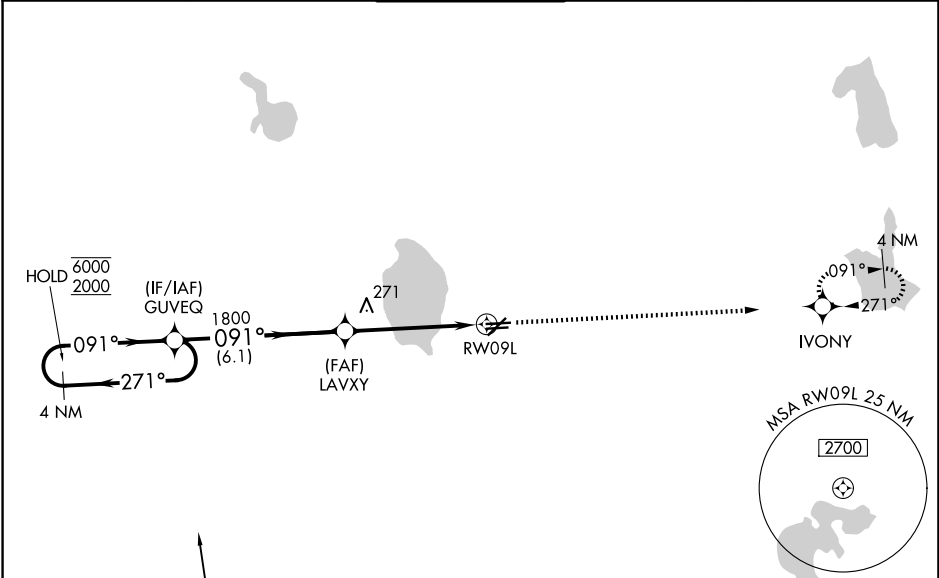 4 NM
091°
271°
IVONY
HOLD
6000
2000
(IF/IAF)
GUVEQ
091°
271°
4 NM
1800
091°
(6.1)
271
(FAF)
LAVXY
RW09L
MSA RW09L 25 NM
2700